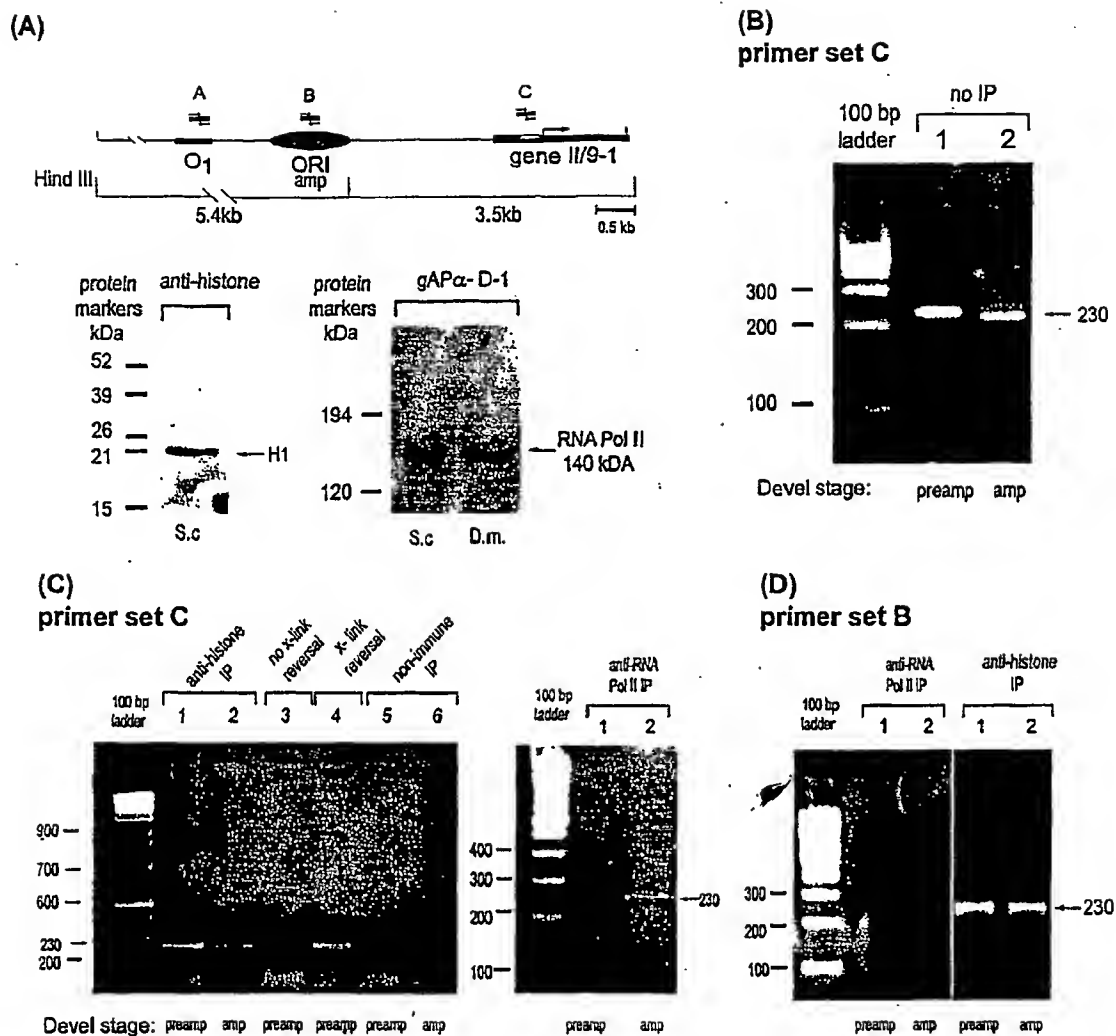 (A)
A
B
C
O1
ORI
amp
gene II/9-1
Hind III
5.4kb
3.5kb
0.5 kb
protein
markers
kDa
anti-histone
52
39
26
21
15
H1
S.c
protein
markers
kDa
gAPα- D-1
194
120
RNA Pol II
140 kDA
S.c D.m.
(B)
primer set C
no IP
100 bp
ladder
1 2
300
200
100
230
Devel stage: preamp amp
(C)
primer set C
anti-histone
IP
no x-link
reversal
x- link
reversal
non-immune
IP
100 bp
ladder
1 2 3 4 5 6
900
700
600
230
200
Devel stage: preamp amp preamp preamp preamp amp
anti-RNA
Pol II IP
100 bp
ladder
1 2
400
300
200
100
230
preamp amp
(D)
primer set B
anti-RNA
Pol II IP
anti-histone
IP
100 bp
ladder
1 2 1 2
300
200
100
230
preamp amp preamp amp